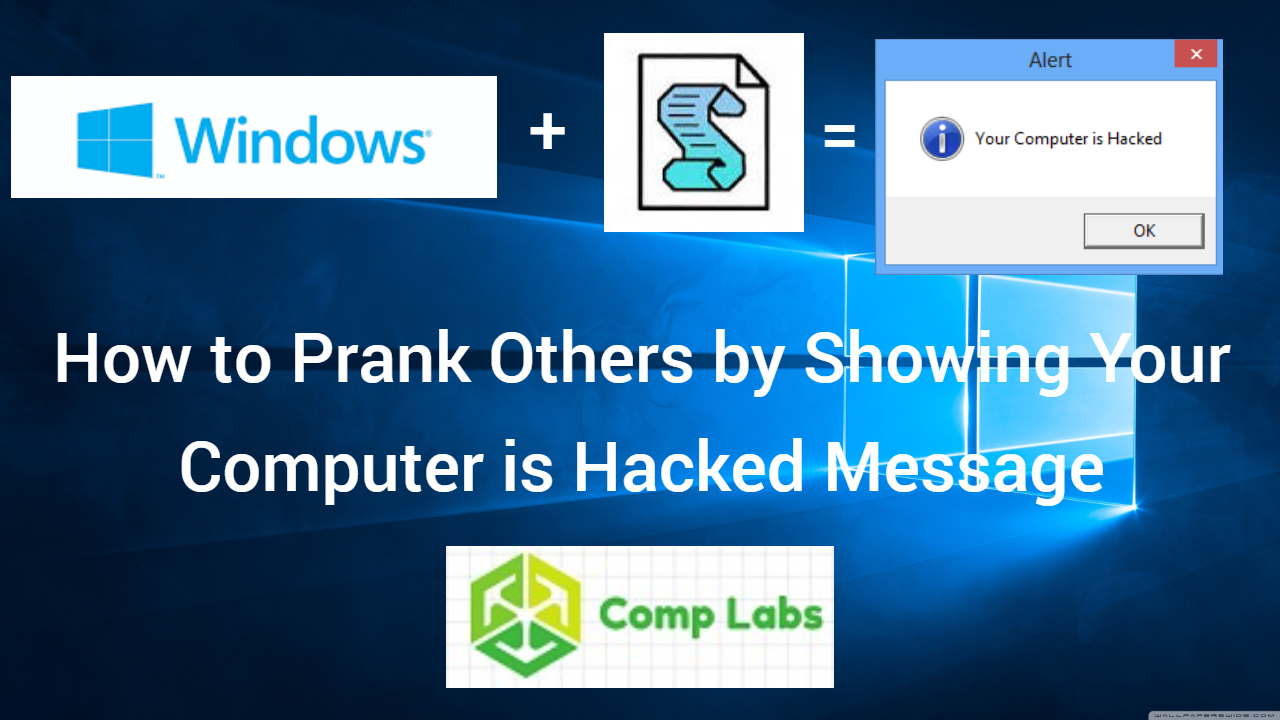 Windows®
™
+
=
Alert
Your Computer is Hacked
OK
How to Prank Others by Showing Your
Computer is Hacked Message
Comp Labs